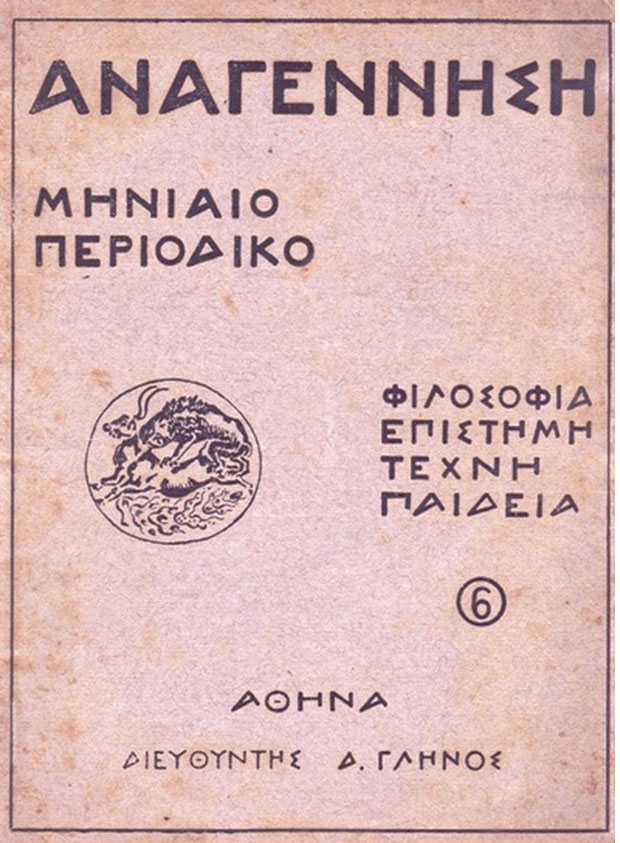 ΑΝΑΓΕΝΝΗΣΗ
ΜΗΝΙΑΙΟ
ΠΕΡΙΟΔΙΚΟ
ΦΙΛΟΣΟΦΙΑ
ΕΠΙΣΤΗΜΗ
ΤΕΧΝΗ
ΠΑΙΔΕΙΑ
6
ΑΘΗΝΑ
ΔΙΕΥΘΥΝΤΗΣ Δ. ΓΛΗΝΟΣ